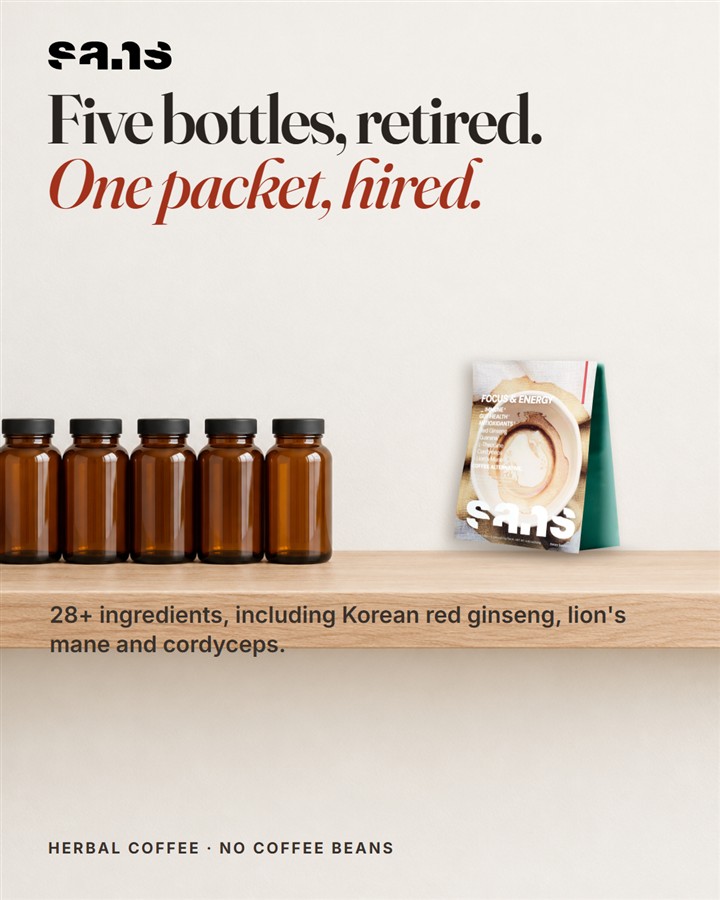 sans
Five bottles, retired.
One packet, hired.
FOCUS & ENERGY
ANTIOXIDANTS
sans
28+ ingredients, including Korean red ginseng, lion's
mane and cordyceps.
HERBAL COFFEE · NO COFFEE BEANS